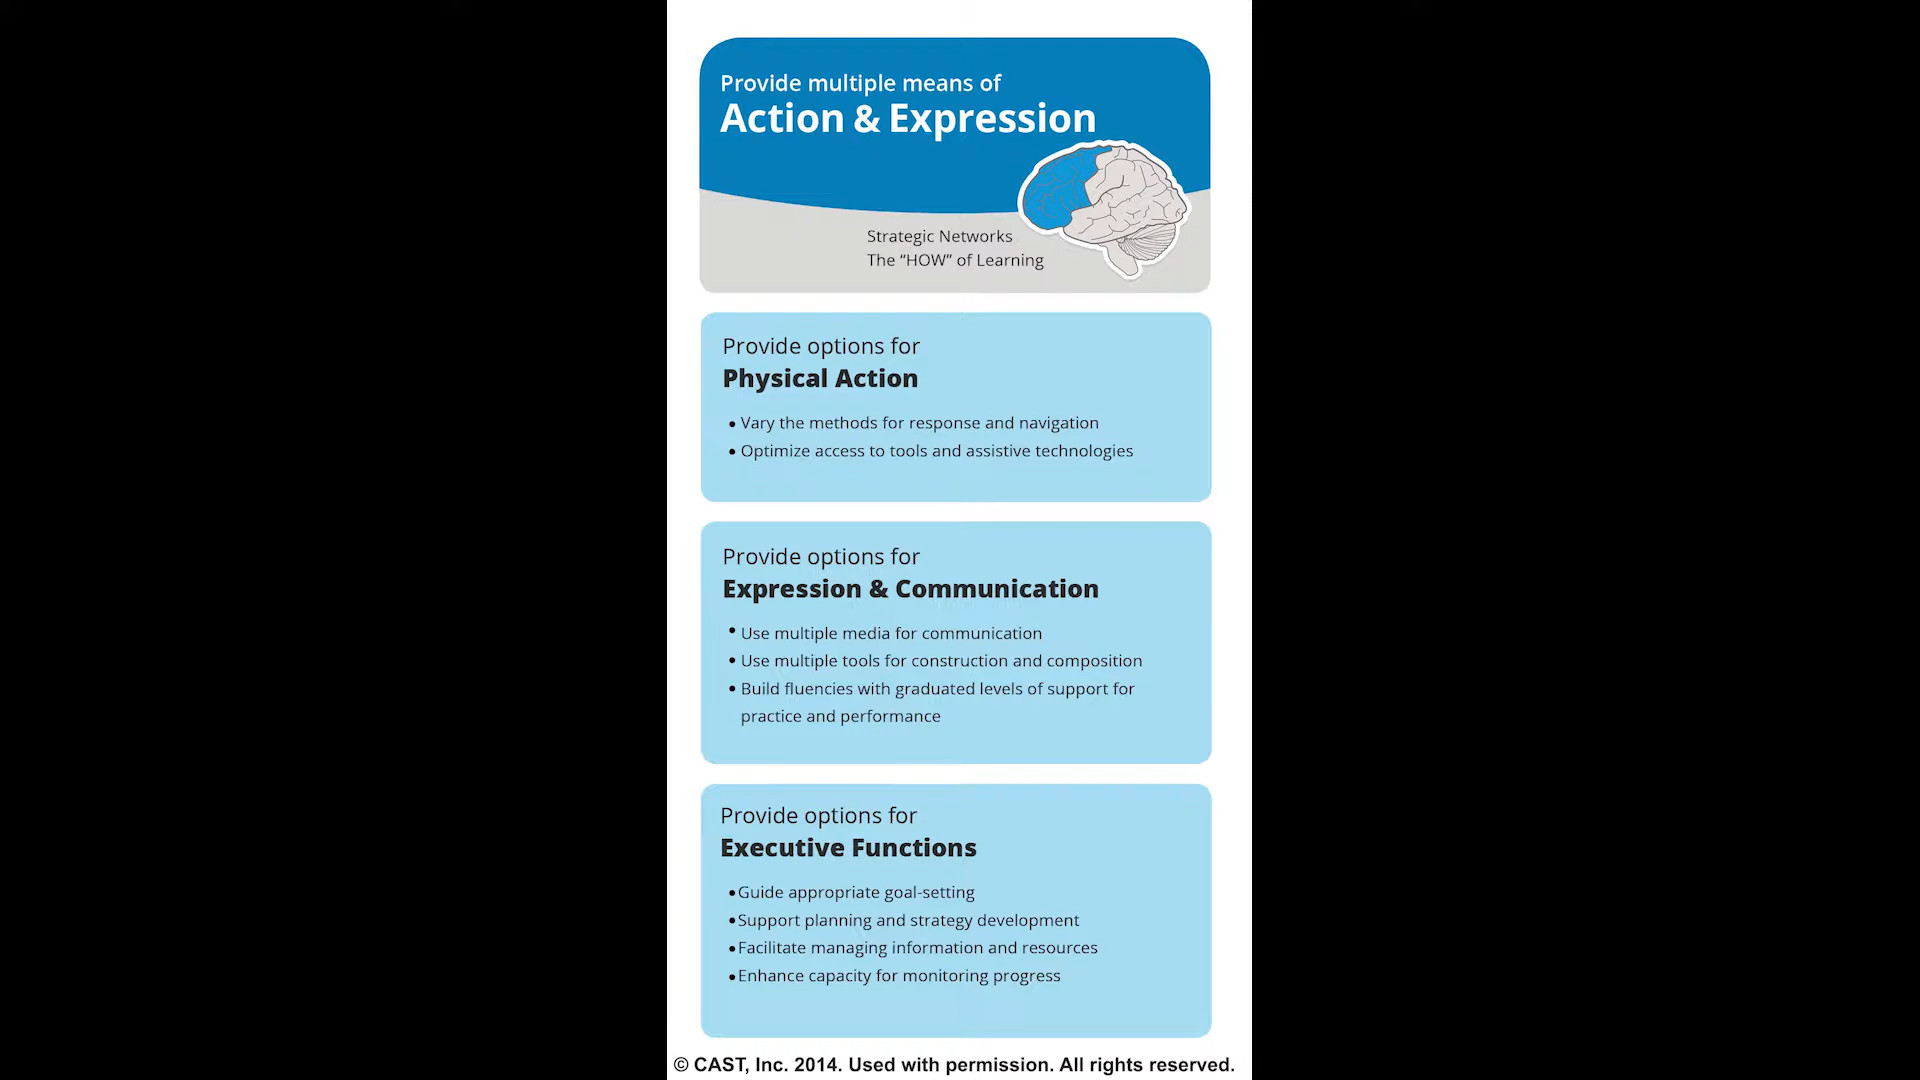 Provide multiple means of
Action & Expression
Strategic Networks
The “HOW” of Learning
Provide options for
Physical Action
• Vary the methods for response and navigation
• Optimize access to tools and assistive technologies
Provide options for
Expression & Communication
• Use multiple media for communication
• Use multiple tools for construction and composition
• Build fluencies with graduated levels of support for
practice and performance
Provide options for
Executive Functions
•Guide appropriate goal-setting
•Support planning and strategy development
•Facilitate managing information and resources
•Enhance capacity for monitoring progress
© CAST, Inc. 2014. Used with permission. All rights reserved.